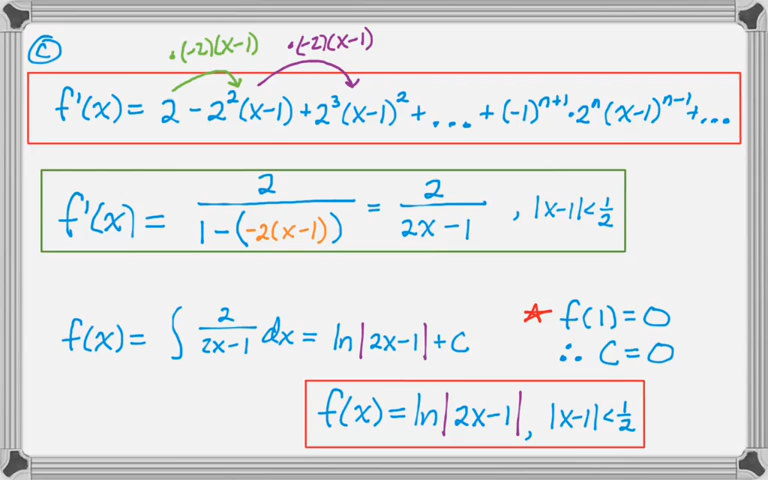 C
·(-2)(x-1) ·(-2)(x-1)
f'(x) = 2 - 2²(x-1) + 2³(x-1)² + ... + (-1)ⁿ⁺¹·2ⁿ(x-1)ⁿ⁻¹ + ...
f'(x) = 2/(1-(-2(x-1))) = 2/(2x-1) , |x-1|<1/2
f(x) = ∫ 2/(2x-1) dx = ln|2x-1| + C
☆ f(1) = 0
∴ C = 0
f(x) = ln|2x-1|, |x-1|<1/2